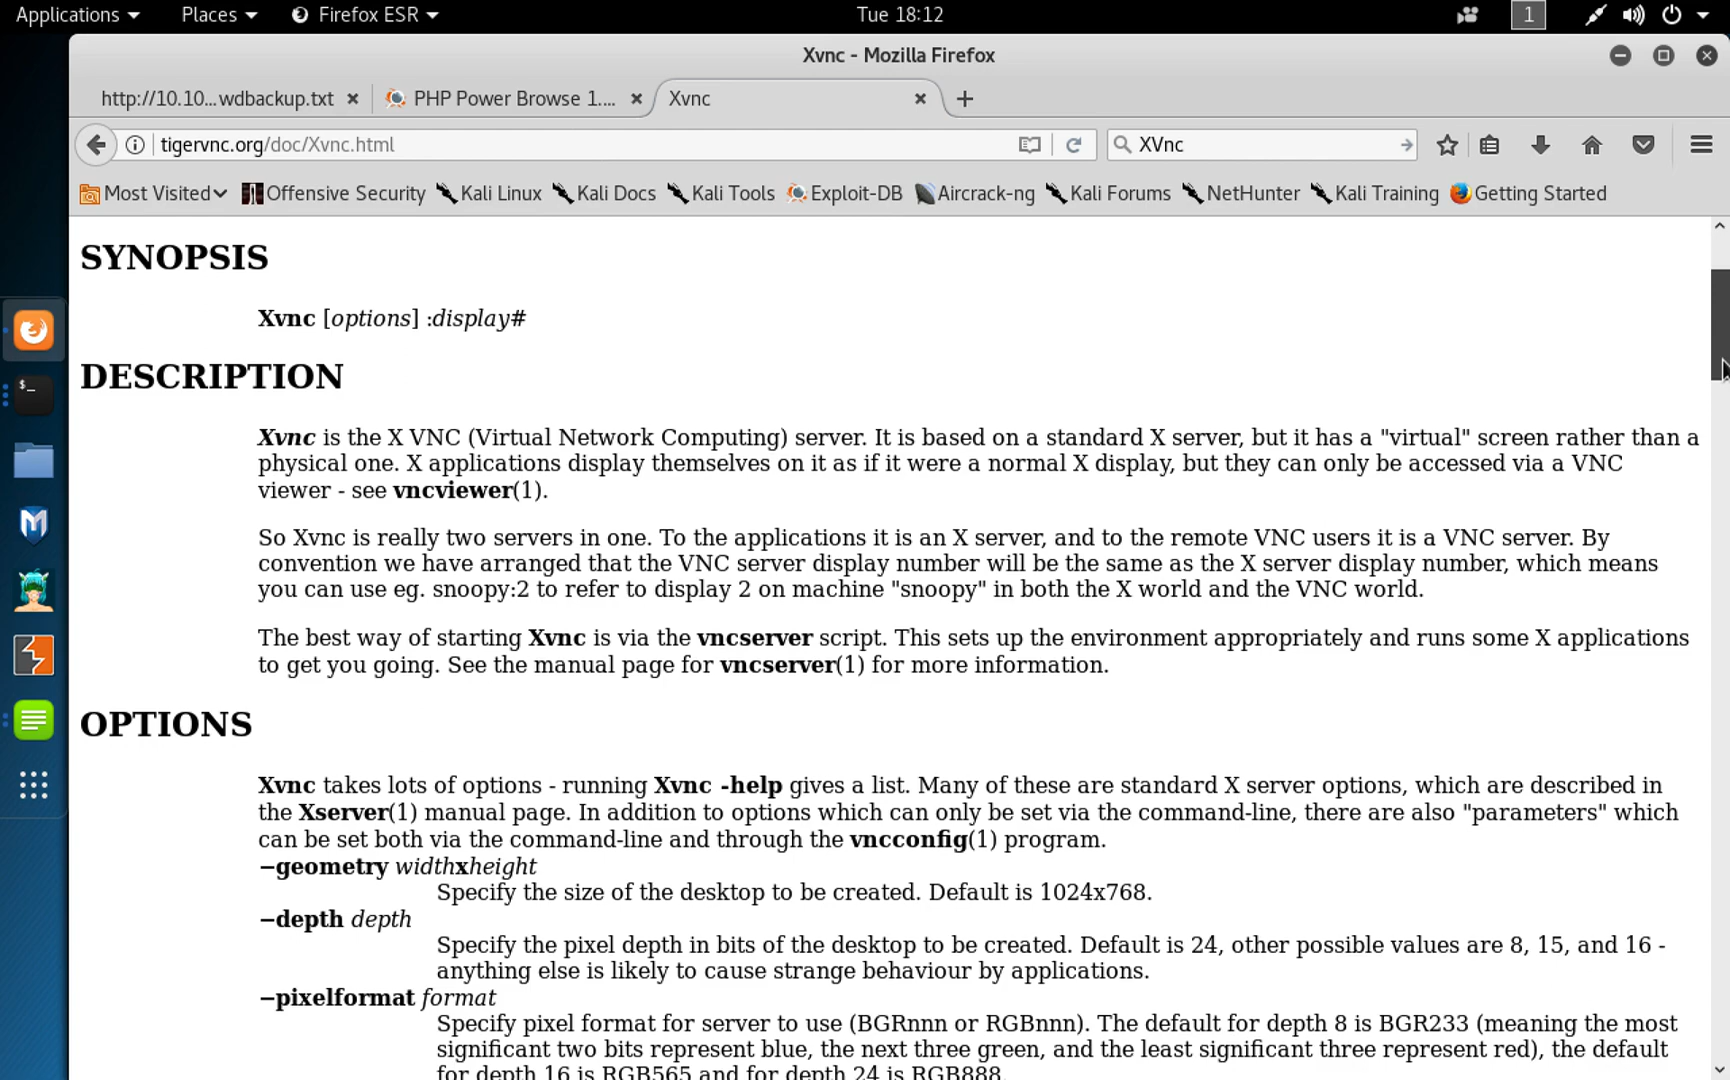 Applications Places Firefox ESR Tue 18:12 1
Xvnc - Mozilla Firefox
http://10.10...wdbackup.txt PHP Power Browse 1.... Xvnc
tigervnc.org/doc/Xvnc.html XVnc
Most Visited Offensive Security Kali Linux Kali Docs Kali Tools Exploit-DB Aircrack-ng Kali Forums NetHunter Kali Training Getting Started
SYNOPSIS
Xvnc [options] :display#
DESCRIPTION
Xvnc is the X VNC (Virtual Network Computing) server. It is based on a standard X server, but it has a "virtual" screen rather than a
physical one. X applications display themselves on it as if it were a normal X display, but they can only be accessed via a VNC
viewer - see vncviewer(1).
So Xvnc is really two servers in one. To the applications it is an X server, and to the remote VNC users it is a VNC server. By
convention we have arranged that the VNC server display number will be the same as the X server display number, which means
you can use eg. snoopy:2 to refer to display 2 on machine "snoopy" in both the X world and the VNC world.
The best way of starting Xvnc is via the vncserver script. This sets up the environment appropriately and runs some X applications
to get you going. See the manual page for vncserver(1) for more information.
OPTIONS
Xvnc takes lots of options - running Xvnc -help gives a list. Many of these are standard X server options, which are described in
the Xserver(1) manual page. In addition to options which can only be set via the command-line, there are also "parameters" which
can be set both via the command-line and through the vncconfig(1) program.
−geometry widthxheight
Specify the size of the desktop to be created. Default is 1024x768.
−depth depth
Specify the pixel depth in bits of the desktop to be created. Default is 24, other possible values are 8, 15, and 16 -
anything else is likely to cause strange behaviour by applications.
−pixelformat format
Specify pixel format for server to use (BGRnnn or RGBnnn). The default for depth 8 is BGR233 (meaning the most
significant two bits represent blue, the next three green, and the least significant three represent red), the default
for depth 16 is RGB565 and for depth 24 is RGB888.